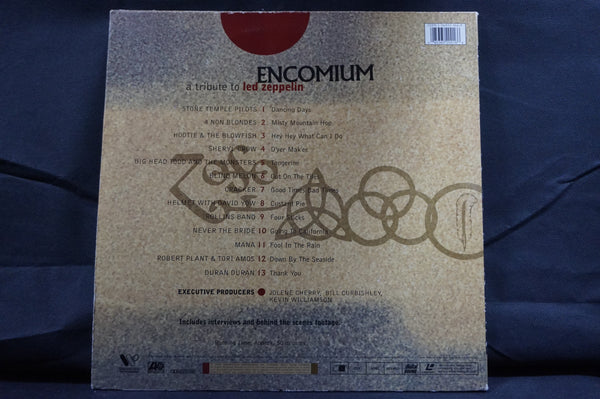 ENCOMIUM
a tribute to led zeppelin
STONE TEMPLE PILOTS 1 Dancing Days
4 NON BLONDES 2 Misty Mountain Hop
HOOTIE & THE BLOWFISH 3 Hey Hey What Can I Do
SHERYL CROW 4 D'yer Maker
BIG HEAD TODD AND THE MONSTERS 5 Tangerine
BLIND MELON 6 Out On The Tiles
CRACKER 7 Good Times Bad Times
HELMET WITH DAVID YOW 8 Custard Pie
ROLLINS BAND 9 Four Sticks
NEVER THE BRIDE 10 Going To California
MANA 11 Fool In The Rain
ROBERT PLANT & TORI AMOS 12 Down By The Seaside
DURAN DURAN 13 Thank You
EXECUTIVE PRODUCERS JOLENE CHERRY, BILL CURBISHLEY,
KEVIN WILLIAMSON
Includes interviews and behind the scenes footage.